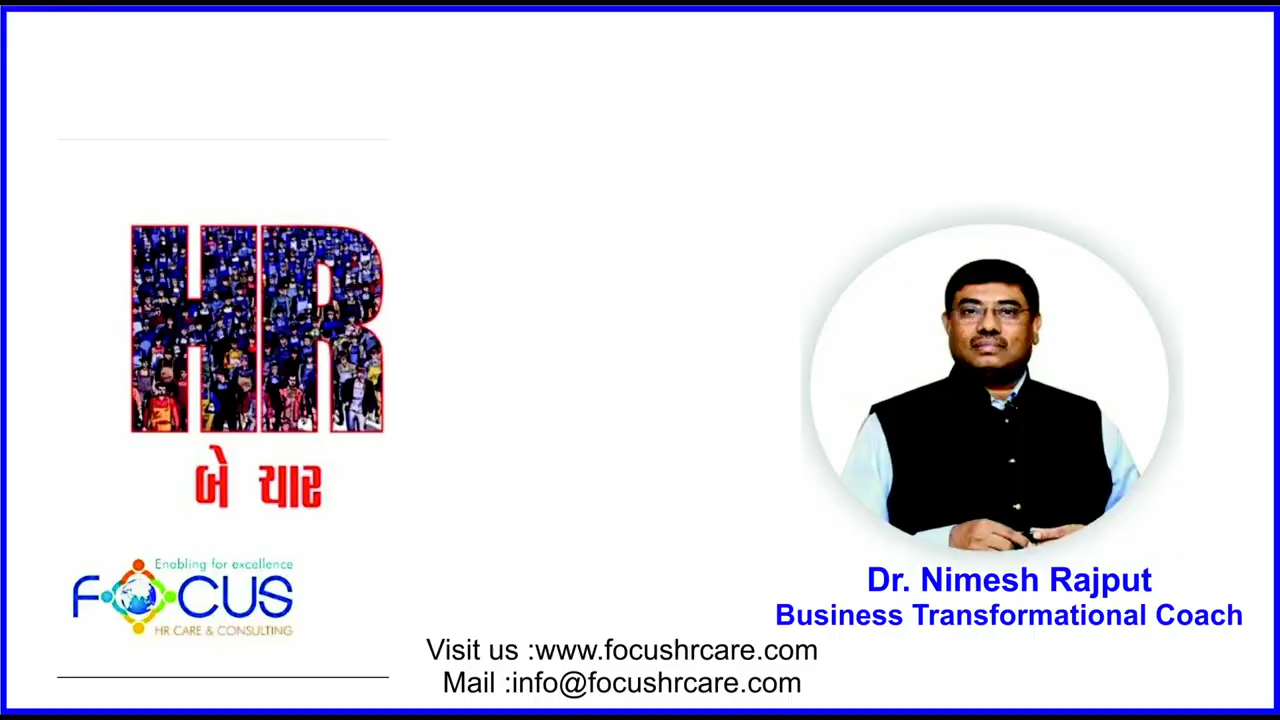 HR
બે ચાર
Enabling for excellence
FOCUS
HR CARE & CONSULTING
Dr. Nimesh Rajput
Business Transformational Coach
Visit us :www.focushrcare.com
Mail :info@focushrcare.com